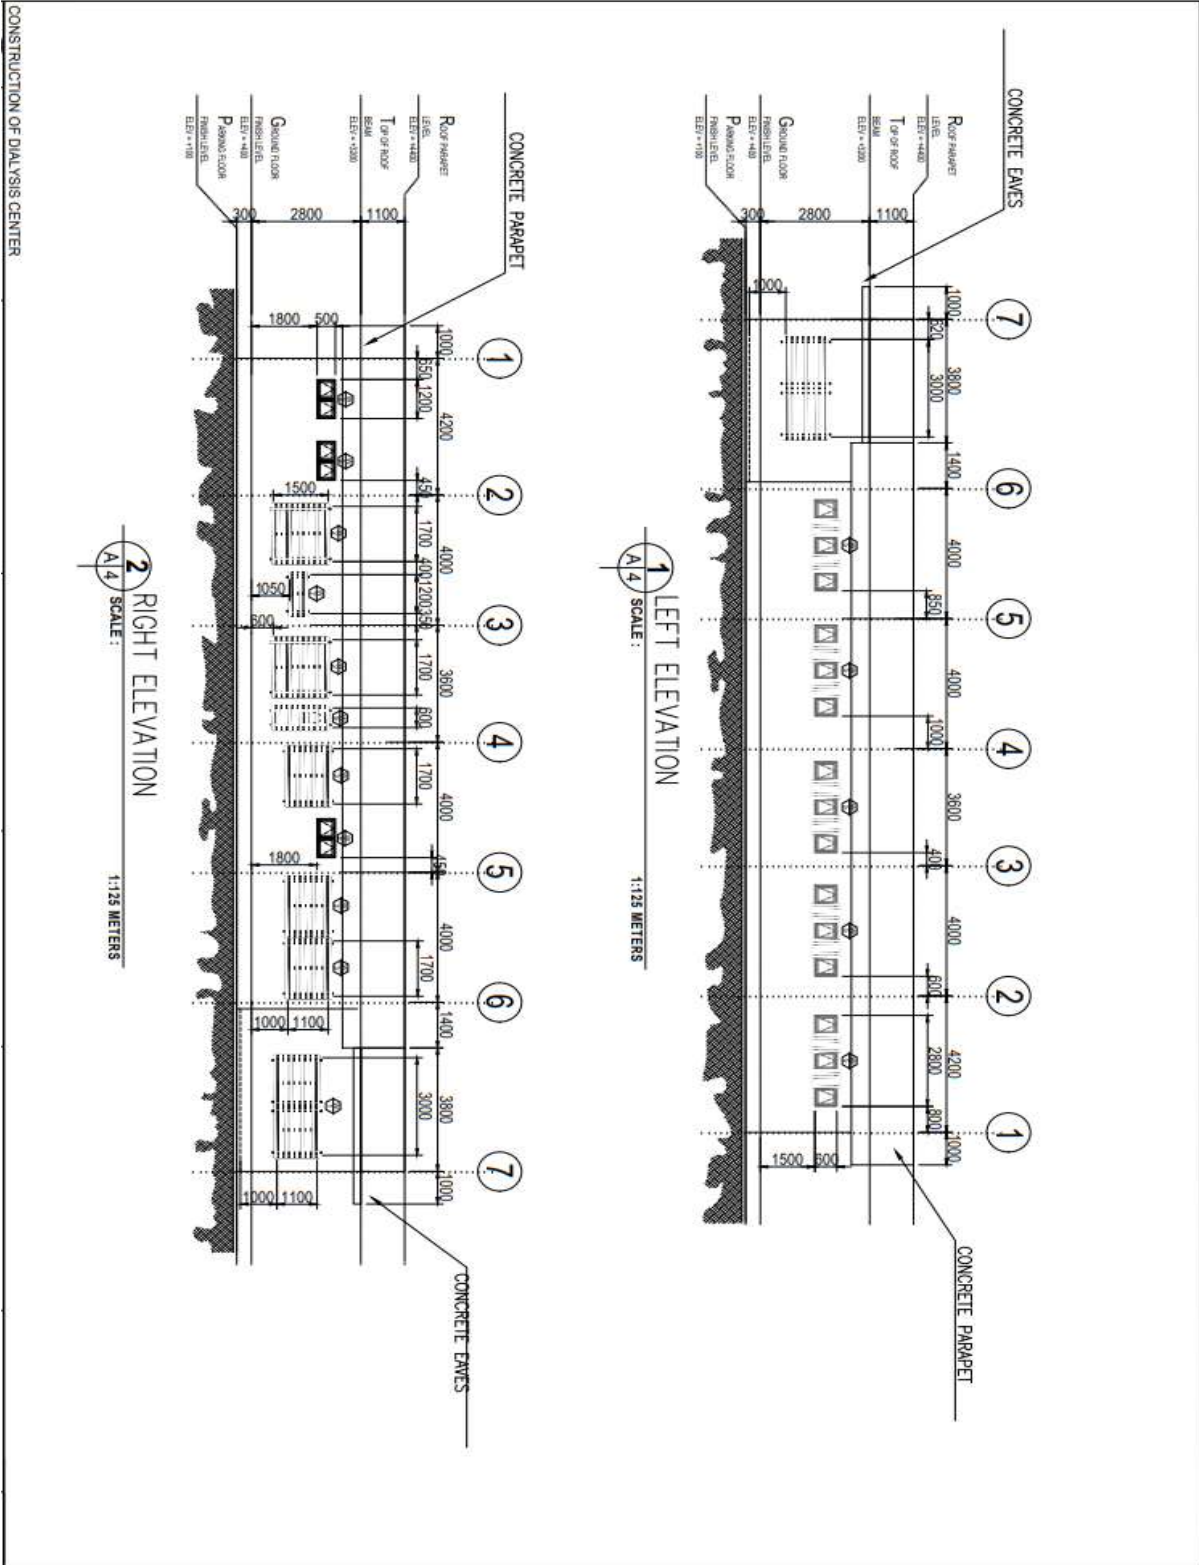 CONCRETE EAVES
7 6 5 4 3 2 1
1000 3800 1400 4000 4000 3600 4000 4200 1000
620 3000 850 1000 400 600 2800 800
ROOF PARAPET
LEVEL
ELEV = +4400
1100
TOP OF ROOF
BEAM
ELEV = +3200
2800
GROUND FLOOR
FINISH LEVEL
ELEV = +400
300
PARKING FLOOR
FINISH LEVEL
ELEV = +100
1000
600
1500
CONCRETE PARAPET
1
A 4
LEFT ELEVATION
SCALE :
1:125 METERS
CONCRETE PARAPET
1 2 3 4 5 6 7
1000 4200 4000 3600 4000 4000 1400 3800 1000
650 1200 450 1700 400 1200 350 1700 600 1700 450 1700 3000
ROOF PARAPET
LEVEL
ELEV = +4400
1100
TOP OF ROOF
BEAM
ELEV = +3200
2800
GROUND FLOOR
FINISH LEVEL
ELEV = +400
300
PARKING FLOOR
FINISH LEVEL
ELEV = +100
500
1800
1500
1050
600
1800
1100
1000
1100
1000
CONCRETE EAVES
2
A 4
RIGHT ELEVATION
SCALE :
1:125 METERS
CONSTRUCTION OF DIALYSIS CENTER